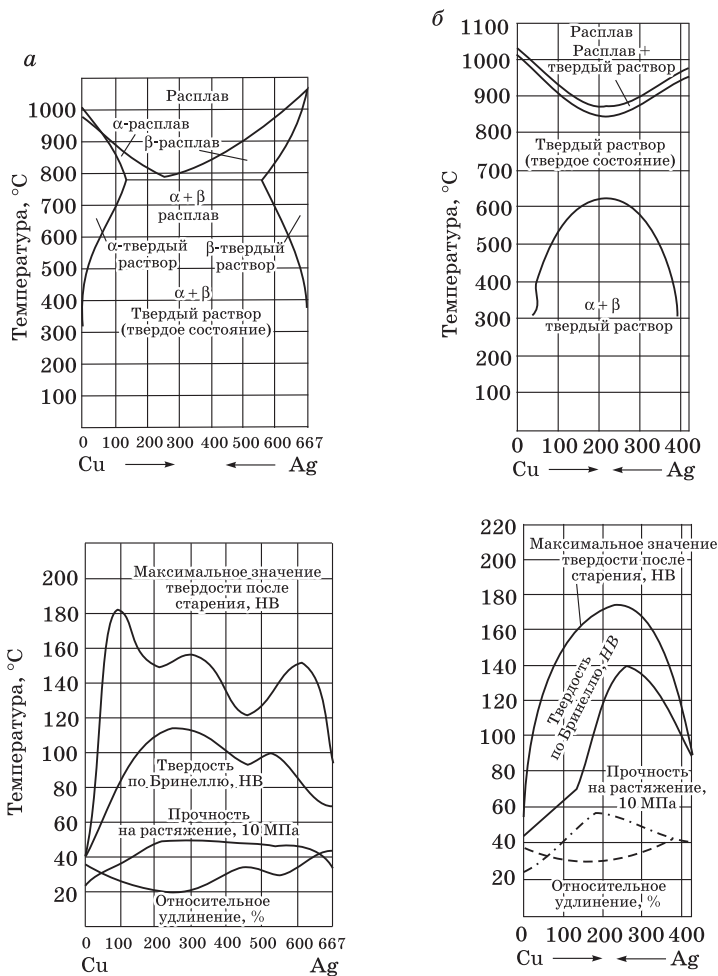 а
Температура, °С
1000
900
800
700
600
500
400
300
200
100
Расплав
α-расплав
β-расплав
α + β
расплав
α-твердый
раствор
β-твердый
раствор
α+β
Твердый раствор
(твердое состояние)
0 100 200 300 400 500 600 667
Cu
Ag
б
Температура, °С
1100
1000
900
800
700
600
500
400
300
200
100
Расплав
Расплав +
твердый раствор
Твердый раствор
(твердое состояние)
α+β
твердый раствор
0 100 200 300 400
Cu
Ag
Температура, °С
200
180
160
140
120
100
80
60
40
20
Максимальное значение
твердости после
старения, НВ
Твердость
по Бринеллю, НВ
Прочность
на растяжение, 10 МПа
Относительное
удлинение, %
0 100 200 300 400 500 600 667
Cu
Ag
220
200
180
160
140
120
100
80
60
40
20
Максимальное значение
твердости после
старения, НВ
Твердость
по Бринеллю, НВ
Прочность
на растяжение,
10 МПа
Относительное
удлинение, %
0 100 200 300 400
Cu
Ag